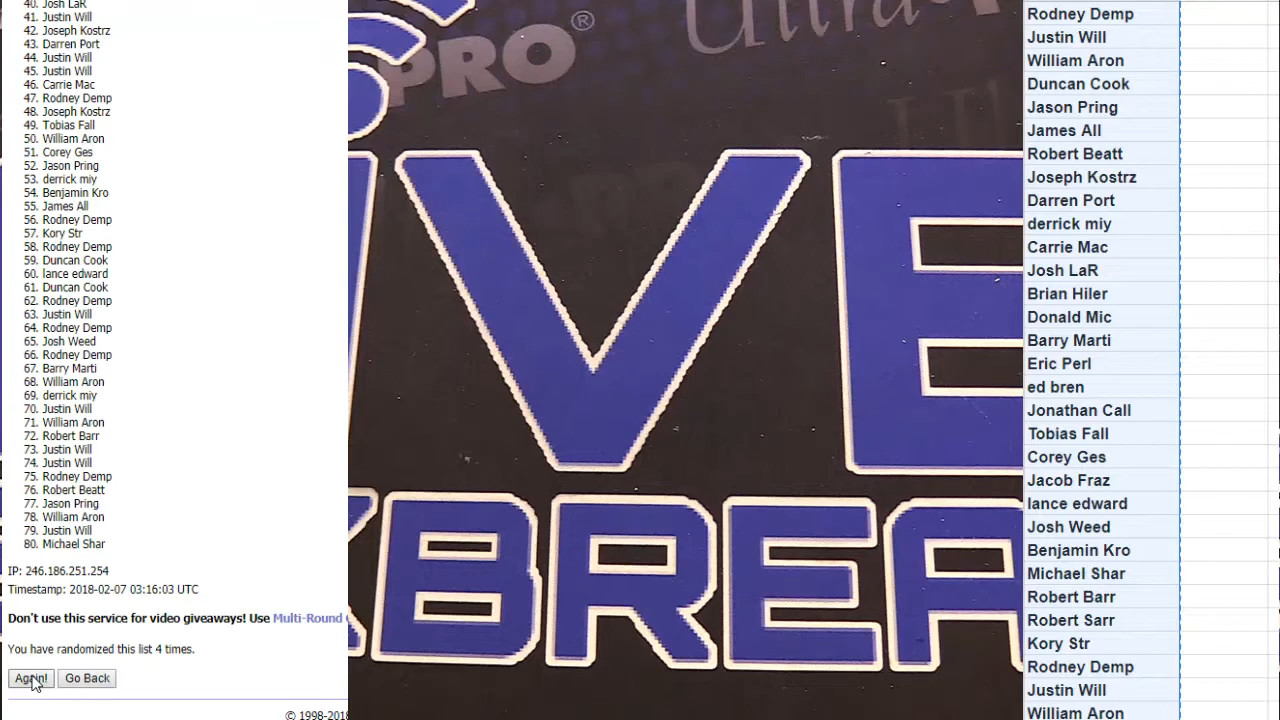 40. Josh LaR
41. Justin Will
42. Joseph Kostrz
43. Darren Port
44. Justin Will
45. Justin Will
46. Carrie Mac
47. Rodney Demp
48. Joseph Kostrz
49. Tobias Fall
50. William Aron
51. Corey Ges
52. Jason Pring
53. derrick miy
54. Benjamin Kro
55. James All
56. Rodney Demp
57. Kory Str
58. Rodney Demp
59. Duncan Cook
60. lance edward
61. Duncan Cook
62. Rodney Demp
63. Justin Will
64. Rodney Demp
65. Josh Weed
66. Rodney Demp
67. Barry Marti
68. William Aron
69. derrick miy
70. Justin Will
71. William Aron
72. Robert Barr
73. Justin Will
74. Justin Will
75. Rodney Demp
76. Robert Beatt
77. Jason Pring
78. William Aron
79. Justin Will
80. Michael Shar
IP: 246.186.251.254
Timestamp: 2018-02-07 03:16:03 UTC
Don't use this service for video giveaways! Use Multi-Round
You have randomized this list 4 times.
Again! Go Back
© 1998-2018
PRO® Ultra
VE
BREA
Rodney Demp
Justin Will
William Aron
Duncan Cook
Jason Pring
James All
Robert Beatt
Joseph Kostrz
Darren Port
derrick miy
Carrie Mac
Josh LaR
Brian Hiler
Donald Mic
Barry Marti
Eric Perl
ed bren
Jonathan Call
Tobias Fall
Corey Ges
Jacob Fraz
lance edward
Josh Weed
Benjamin Kro
Michael Shar
Robert Barr
Robert Sarr
Kory Str
Rodney Demp
Justin Will
William Aron